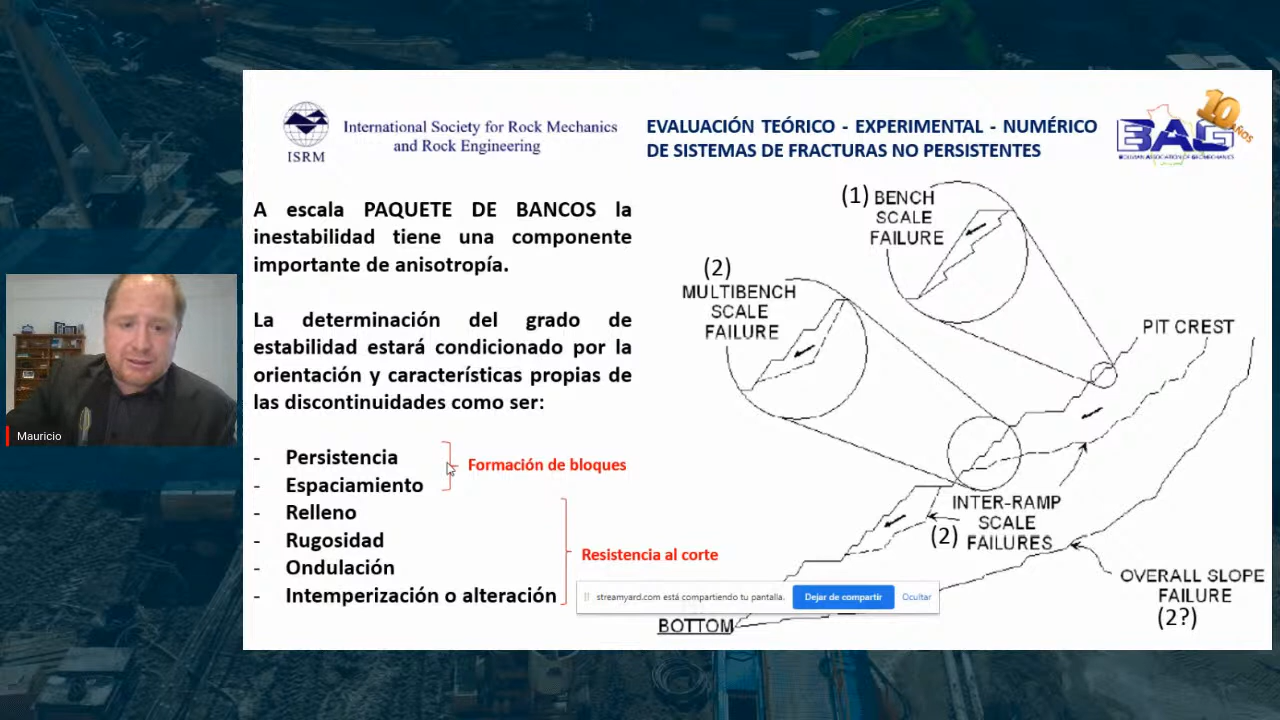 ISRM
International Society for Rock Mechanics
and Rock Engineering
EVALUACIÓN TEÓRICO - EXPERIMENTAL - NUMÉRICO
DE SISTEMAS DE FRACTURAS NO PERSISTENTES
10
AÑOS
BAG
BOLIVIAN ASSOCIATION OF GEOMECHANICS
A escala PAQUETE DE BANCOS la
inestabilidad tiene una componente
importante de anisotropía.
La determinación del grado de
estabilidad estará condicionado por la
orientación y características propias de
las discontinuidades como ser:
- Persistencia
- Espaciamiento
- Relleno
- Rugosidad
- Ondulación
- Intemperización o alteración
Formación de bloques
Resistencia al corte
(1) BENCH
SCALE
FAILURE
(2)
MULTIBENCH
SCALE
FAILURE
PIT CREST
INTER-RAMP
SCALE
FAILURES
(2)
OVERALL SLOPE
FAILURE
(2?)
BOTTOM
streamyard.com está compartiendo tu pantalla.
Dejar de compartir
Ocultar
Mauricio